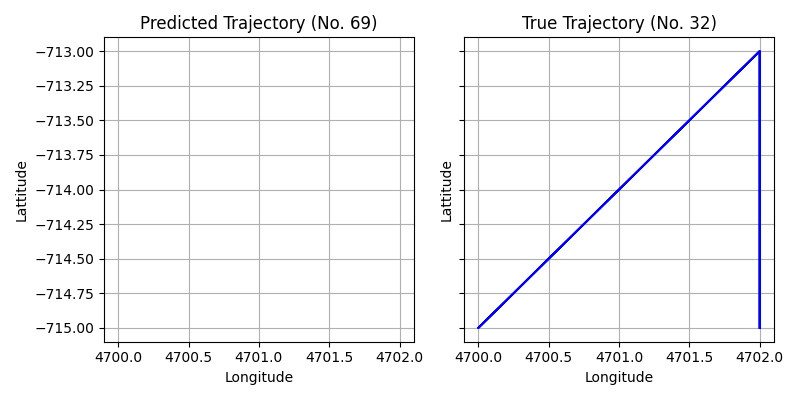 Predicted Trajectory (No. 69)
True Trajectory (No. 32)
−713.00
−713.25
−713.50
−713.75
−714.00
−714.25
−714.50
−714.75
−715.00
Lattitude
Lattitude
4700.0 4700.5 4701.0 4701.5 4702.0
4700.0 4700.5 4701.0 4701.5 4702.0
Longitude
Longitude